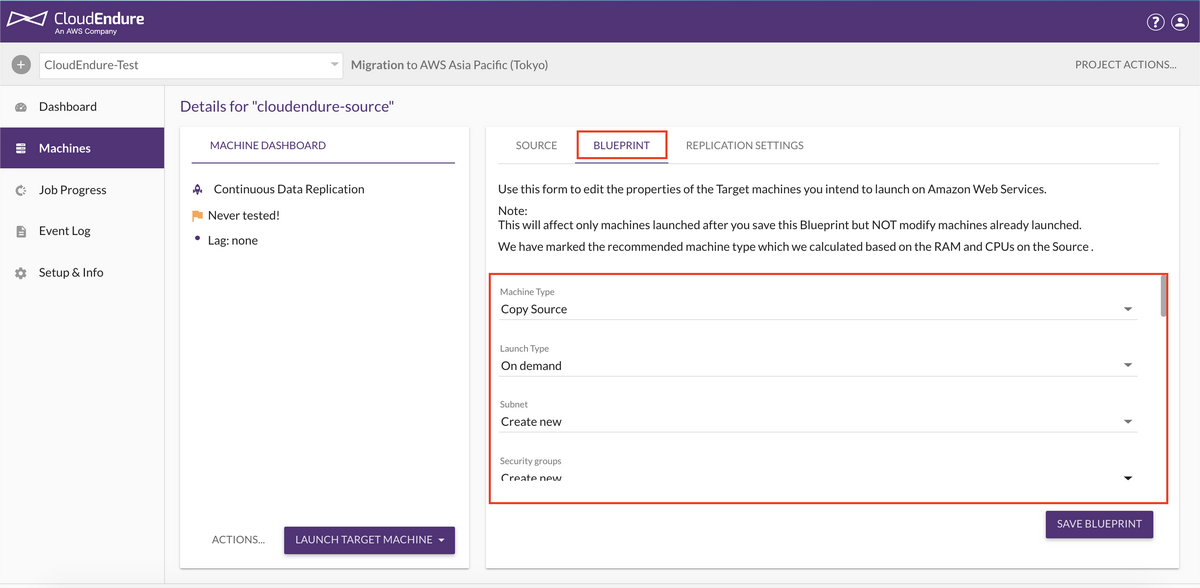 CloudEndure
An AWS Company
?
CloudEndure-Test
Migration to AWS Asia Pacific (Tokyo)
PROJECT ACTIONS...
Dashboard
Machines
Job Progress
Event Log
Setup & Info
Details for "cloudendure-source"
MACHINE DASHBOARD
Continuous Data Replication
Never tested!
Lag: none
ACTIONS...
LAUNCH TARGET MACHINE
SOURCE
BLUEPRINT
REPLICATION SETTINGS
Use this form to edit the properties of the Target machines you intend to launch on Amazon Web Services.
Note:
This will affect only machines launched after you save this Blueprint but NOT modify machines already launched.
We have marked the recommended machine type which we calculated based on the RAM and CPUs on the Source .
Machine Type
Copy Source
Launch Type
On demand
Subnet
Create new
Security groups
Create new
SAVE BLUEPRINT